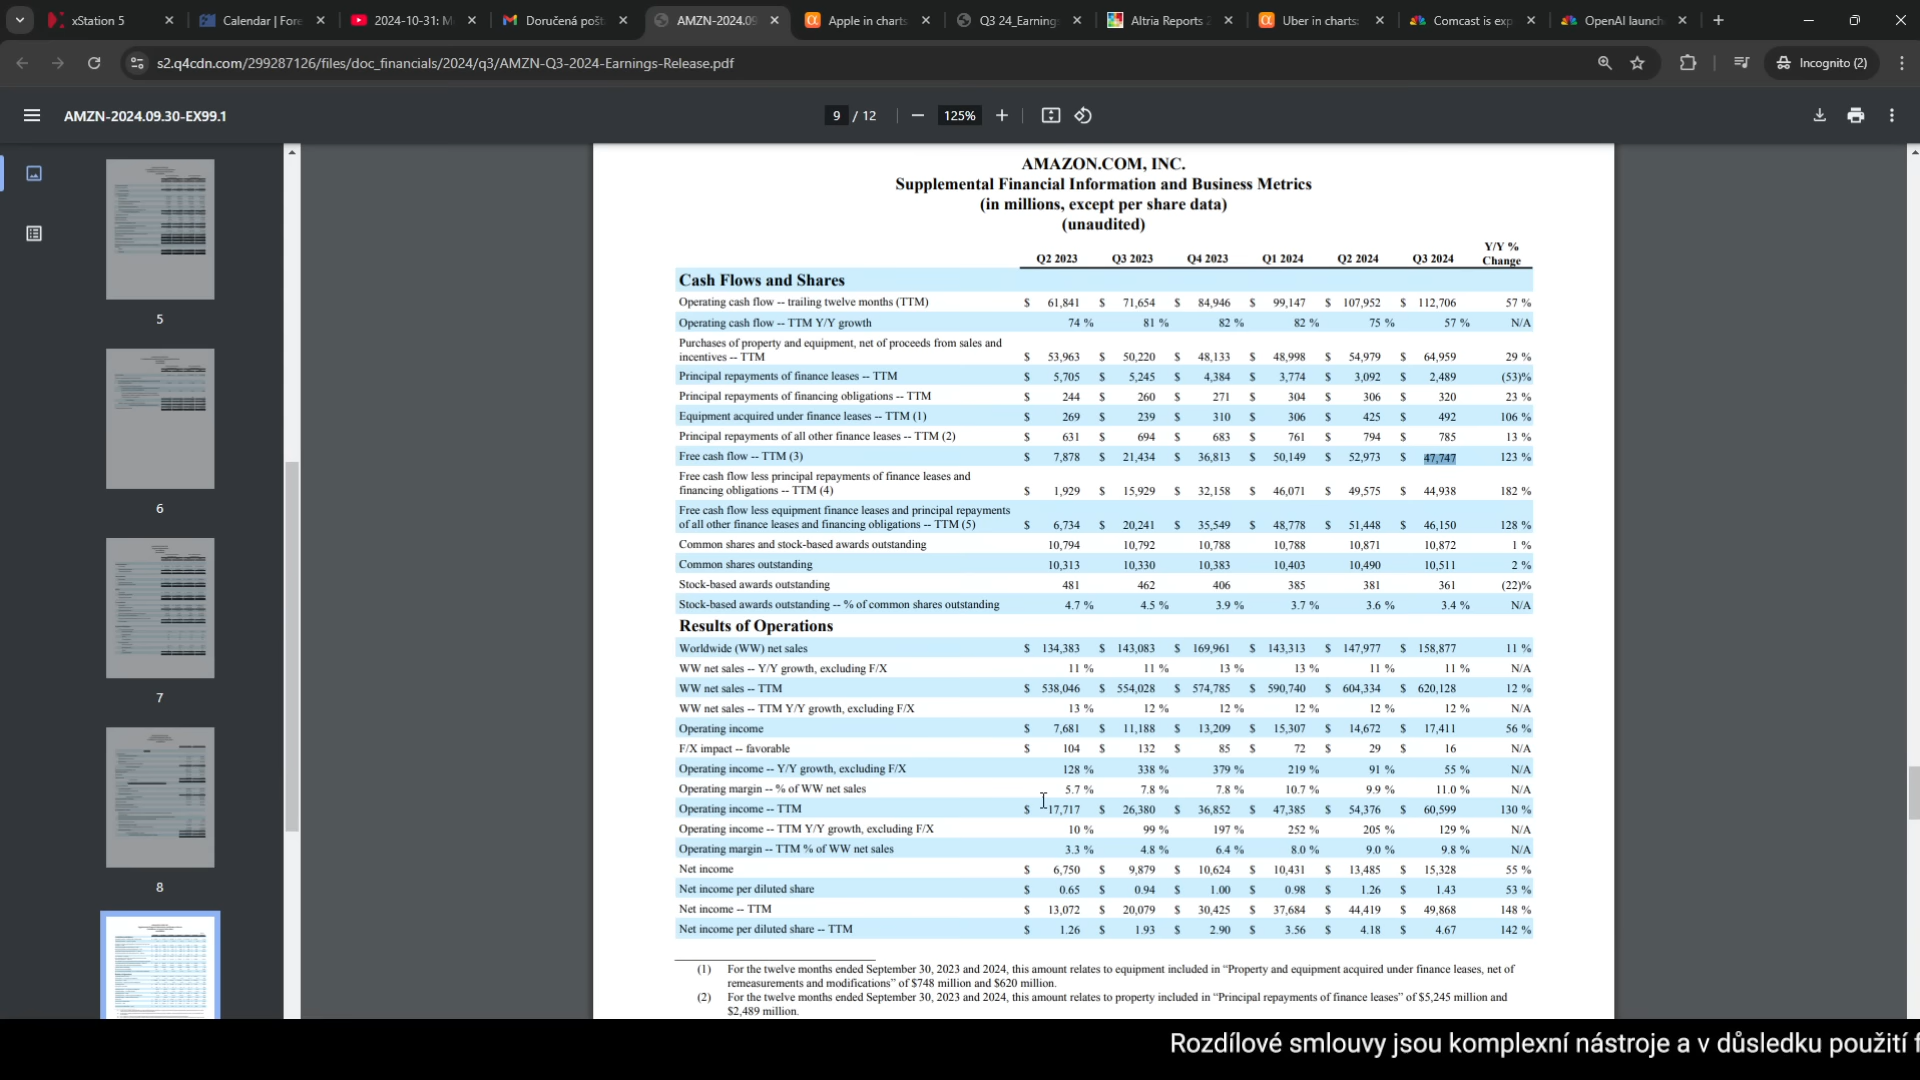 xStation 5
Calendar | Fore
2024-10-31: M
Doručená pošt
AMZN-2024.09
Apple in charts
Q3 24_Earning
Altria Reports 2
Uber in charts:
Comcast is exp
OpenAI launch
s2.q4cdn.com/299287126/files/doc_financials/2024/q3/AMZN-Q3-2024-Earnings-Release.pdf
Incognito (2)
AMZN-2024.09.30-EX99.1
9 / 12
125%
5
6
7
8
AMAZON.COM, INC.
Supplemental Financial Information and Business Metrics
(in millions, except per share data)
(unaudited)
Q2 2023 Q3 2023 Q4 2023 Q1 2024 Q2 2024 Q3 2024 Y/Y % Change
Cash Flows and Shares
Operating cash flow -- trailing twelve months (TTM) $ 61,841 $ 71,654 $ 84,946 $ 99,147 $ 107,952 $ 112,706 57 %
Operating cash flow -- TTM Y/Y growth 74 % 81 % 82 % 82 % 75 % 57 % N/A
Purchases of property and equipment, net of proceeds from sales and
incentives -- TTM $ 53,963 $ 50,220 $ 48,133 $ 48,998 $ 54,979 $ 64,959 29 %
Principal repayments of finance leases -- TTM $ 5,705 $ 5,245 $ 4,384 $ 3,774 $ 3,092 $ 2,489 (53)%
Principal repayments of financing obligations -- TTM $ 244 $ 260 $ 271 $ 304 $ 306 $ 320 23 %
Equipment acquired under finance leases -- TTM (1) $ 269 $ 239 $ 310 $ 306 $ 425 $ 492 106 %
Principal repayments of all other finance leases -- TTM (2) $ 631 $ 694 $ 683 $ 761 $ 794 $ 785 13 %
Free cash flow -- TTM (3) $ 7,878 $ 21,434 $ 36,813 $ 50,149 $ 52,973 $ 47,747 123 %
Free cash flow less principal repayments of finance leases and
financing obligations -- TTM (4) $ 1,929 $ 15,929 $ 32,158 $ 46,071 $ 49,575 $ 44,938 182 %
Free cash flow less equipment finance leases and principal repayments
of all other finance leases and financing obligations -- TTM (5) $ 6,734 $ 20,241 $ 35,549 $ 48,778 $ 51,448 $ 46,150 128 %
Common shares and stock-based awards outstanding 10,794 10,792 10,788 10,788 10,871 10,872 1 %
Common shares outstanding 10,313 10,330 10,383 10,403 10,490 10,511 2 %
Stock-based awards outstanding 481 462 406 385 381 361 (22)%
Stock-based awards outstanding -- % of common shares outstanding 4.7 % 4.5 % 3.9 % 3.7 % 3.6 % 3.4 % N/A
Results of Operations
Worldwide (WW) net sales $ 134,383 $ 143,083 $ 169,961 $ 143,313 $ 147,977 $ 158,877 11 %
WW net sales -- Y/Y growth, excluding F/X 11 % 11 % 13 % 13 % 11 % 11 % N/A
WW net sales -- TTM $ 538,046 $ 554,028 $ 574,785 $ 590,740 $ 604,334 $ 620,128 12 %
WW net sales -- TTM Y/Y growth, excluding F/X 13 % 12 % 12 % 12 % 12 % 12 % N/A
Operating income $ 7,681 $ 11,188 $ 13,209 $ 15,307 $ 14,672 $ 17,411 56 %
F/X impact -- favorable $ 104 $ 132 $ 85 $ 72 $ 29 $ 16 N/A
Operating income -- Y/Y growth, excluding F/X 128 % 338 % 379 % 219 % 91 % 55 % N/A
Operating margin -- % of WW net sales 5.7 % 7.8 % 7.8 % 10.7 % 9.9 % 11.0 % N/A
Operating income -- TTM $ 17,717 $ 26,380 $ 36,852 $ 47,385 $ 54,376 $ 60,599 130 %
Operating income -- TTM Y/Y growth, excluding F/X 10 % 99 % 197 % 252 % 205 % 129 % N/A
Operating margin -- TTM % of WW net sales 3.3 % 4.8 % 6.4 % 8.0 % 9.0 % 9.8 % N/A
Net income $ 6,750 $ 9,879 $ 10,624 $ 10,431 $ 13,485 $ 15,328 55 %
Net income per diluted share $ 0.65 $ 0.94 $ 1.00 $ 0.98 $ 1.26 $ 1.43 53 %
Net income -- TTM $ 13,072 $ 20,079 $ 30,425 $ 37,684 $ 44,419 $ 49,868 148 %
Net income per diluted share -- TTM $ 1.26 $ 1.93 $ 2.90 $ 3.56 $ 4.18 $ 4.67 142 %
(1) For the twelve months ended September 30, 2023 and 2024, this amount relates to equipment included in “Property and equipment acquired under finance leases, net of
remeasurements and modifications” of $748 million and $620 million.
(2) For the twelve months ended September 30, 2023 and 2024, this amount relates to property included in “Principal repayments of finance leases” of $5,245 million and
$2,489 million.
Rozdílové smlouvy jsou komplexní nástroje a v důsledku použití f